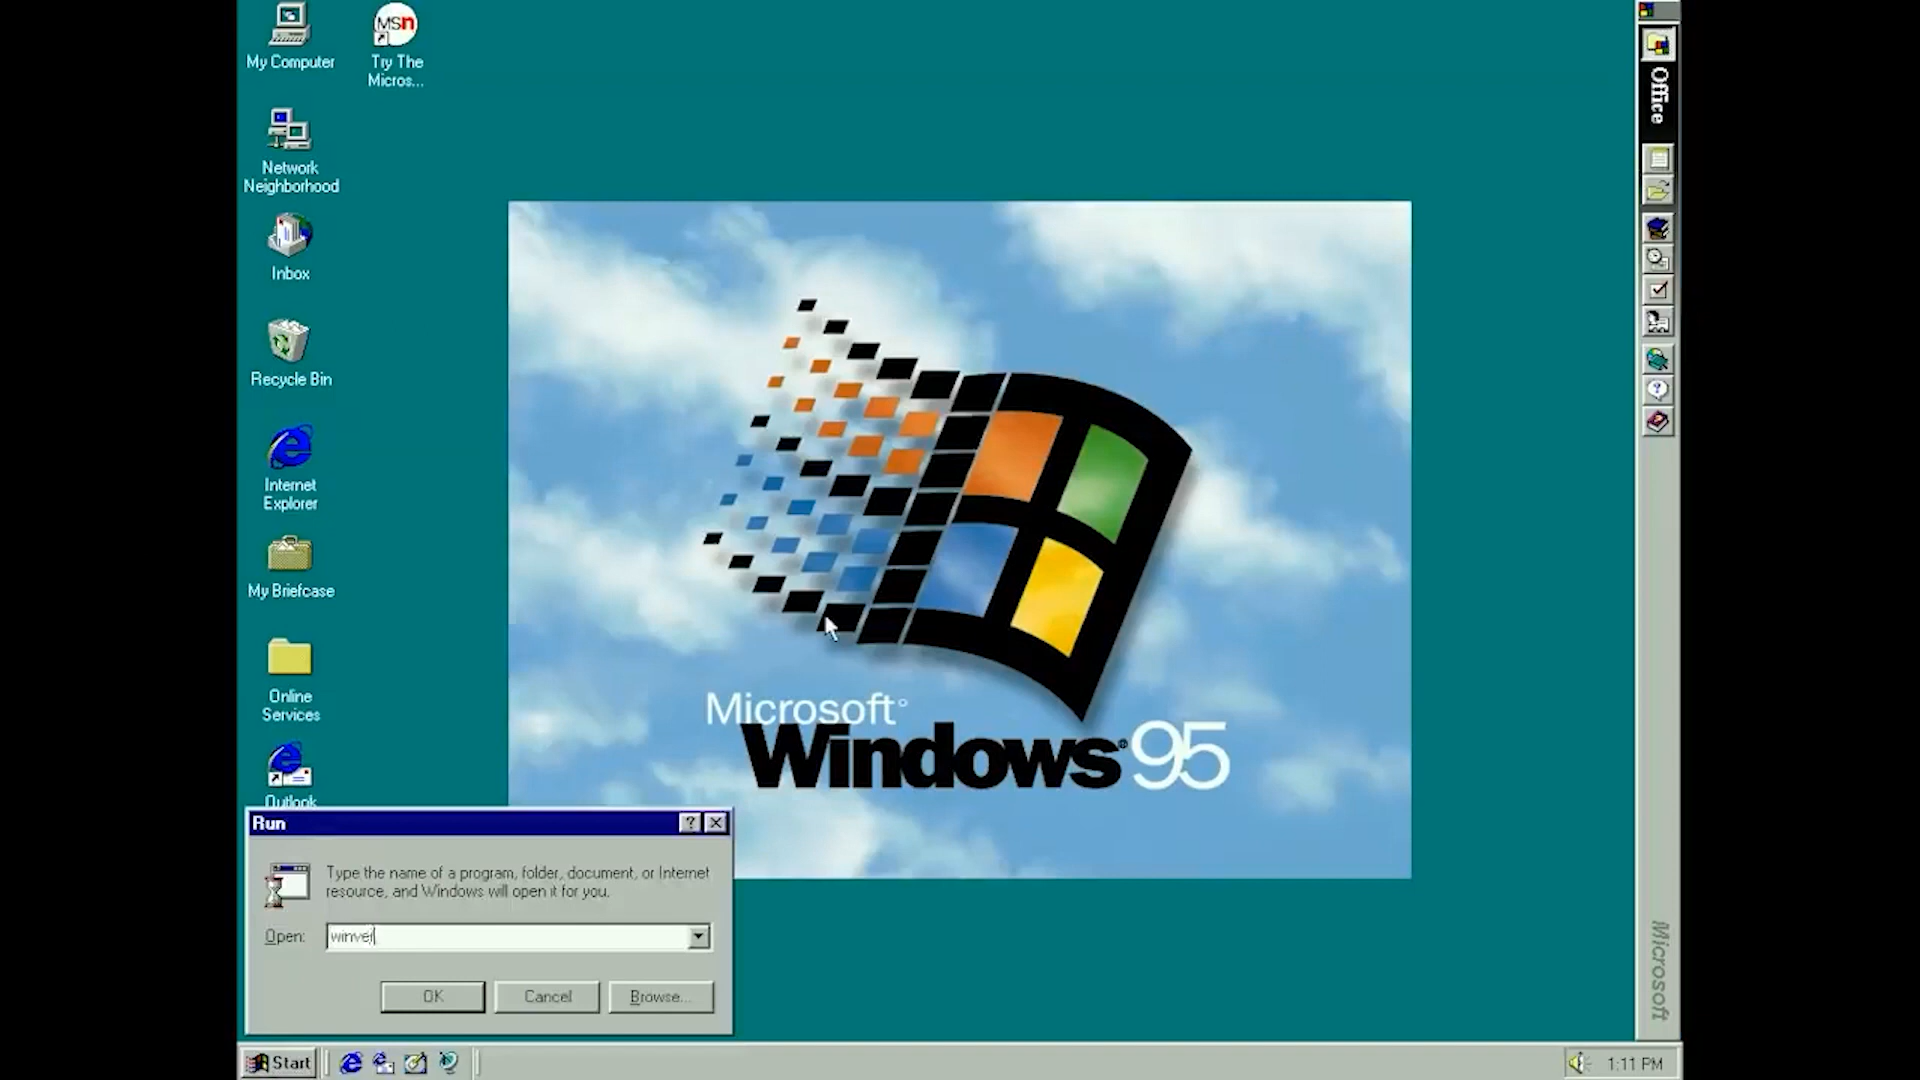 My Computer
MSn
Try The
Micros...
Network
Neighborhood
Inbox
Recycle Bin
Internet
Explorer
My Briefcase
Online
Services
Outlook
Office
Microsoft
Windows 95
Run
Type the name of a program, folder, document, or Internet
resource, and Windows will open it for you.
Open: winver
OK Cancel Browse...
Microsoft
Start
1:11 PM